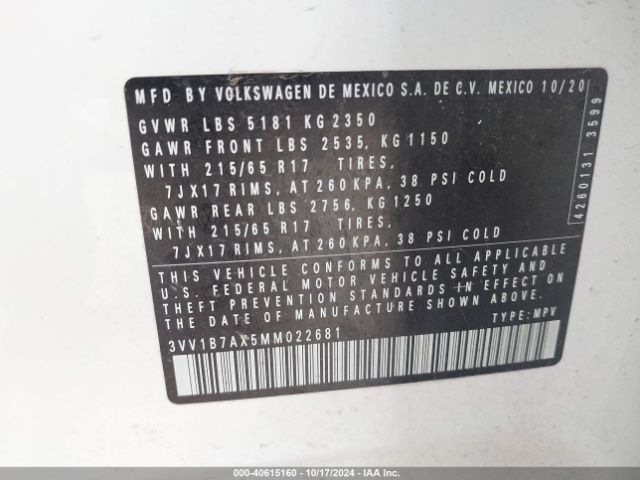 MFD BY VOLKSWAGEN DE MEXICO S.A. DE C.V. MEXICO 10/20
GVWR LBS 5181 KG 2350
GAWR FRONT LBS 2535, KG 1150
WITH 215/65 R17 TIRES,
7JX17 RIMS, AT 260 KPA, 38 PSI COLD
GAWR REAR LBS 2756, KG 1250
WITH 215/65 R17 TIRES,
7JX17 RIMS, AT 260 KPA, 38 PSI COLD
THIS VEHICLE CONFORMS TO ALL APPLICABLE
U.S. FEDERAL MOTOR VEHICLE SAFETY AND
THEFT PREVENTION STANDARDS IN EFFECT ON
THE DATE OF MANUFACTURE SHOWN ABOVE.
3VV1B7AX5MM022681
TYPE: MPV
4260131 3599
000-40615160 - 10/17/2024 - IAA Inc.